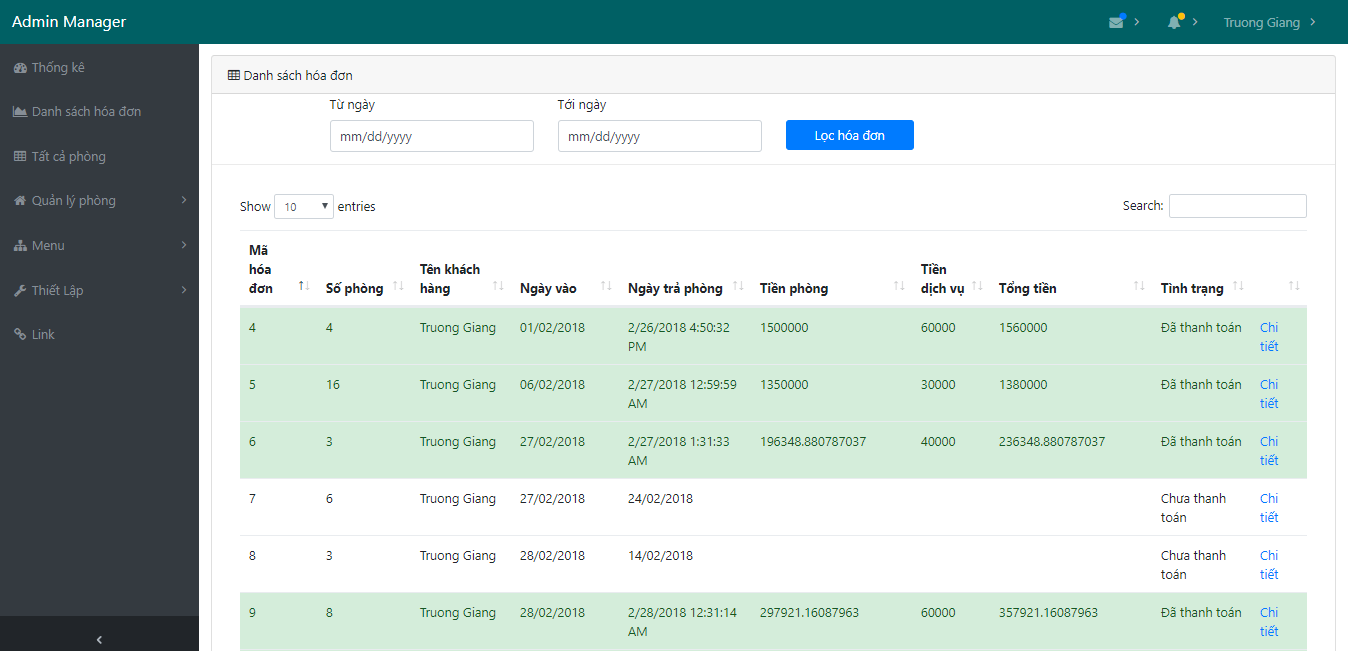 Admin Manager
Truong Giang
Thống kê
Danh sách hóa đơn
Tất cả phòng
Quản lý phòng
Menu
Thiết Lập
Link
Danh sách hóa đơn
Từ ngày
Tới ngày
mm/dd/yyyy
mm/dd/yyyy
Lọc hóa đơn
Show 10 entries
Search:
Mã hóa đơn Số phòng Tên khách hàng Ngày vào Ngày trả phòng Tiền phòng Tiền dịch vụ Tổng tiền Tình trạng
4 4 Truong Giang 01/02/2018 2/26/2018 4:50:32 PM 1500000 60000 1560000 Đã thanh toán Chi tiết
5 16 Truong Giang 06/02/2018 2/27/2018 12:59:59 AM 1350000 30000 1380000 Đã thanh toán Chi tiết
6 3 Truong Giang 27/02/2018 2/27/2018 1:31:33 AM 196348.880787037 40000 236348.880787037 Đã thanh toán Chi tiết
7 6 Truong Giang 27/02/2018 24/02/2018 Chưa thanh toán Chi tiết
8 3 Truong Giang 28/02/2018 14/02/2018 Chưa thanh toán Chi tiết
9 8 Truong Giang 28/02/2018 2/28/2018 12:31:14 AM 297921.16087963 60000 357921.16087963 Đã thanh toán Chi tiết